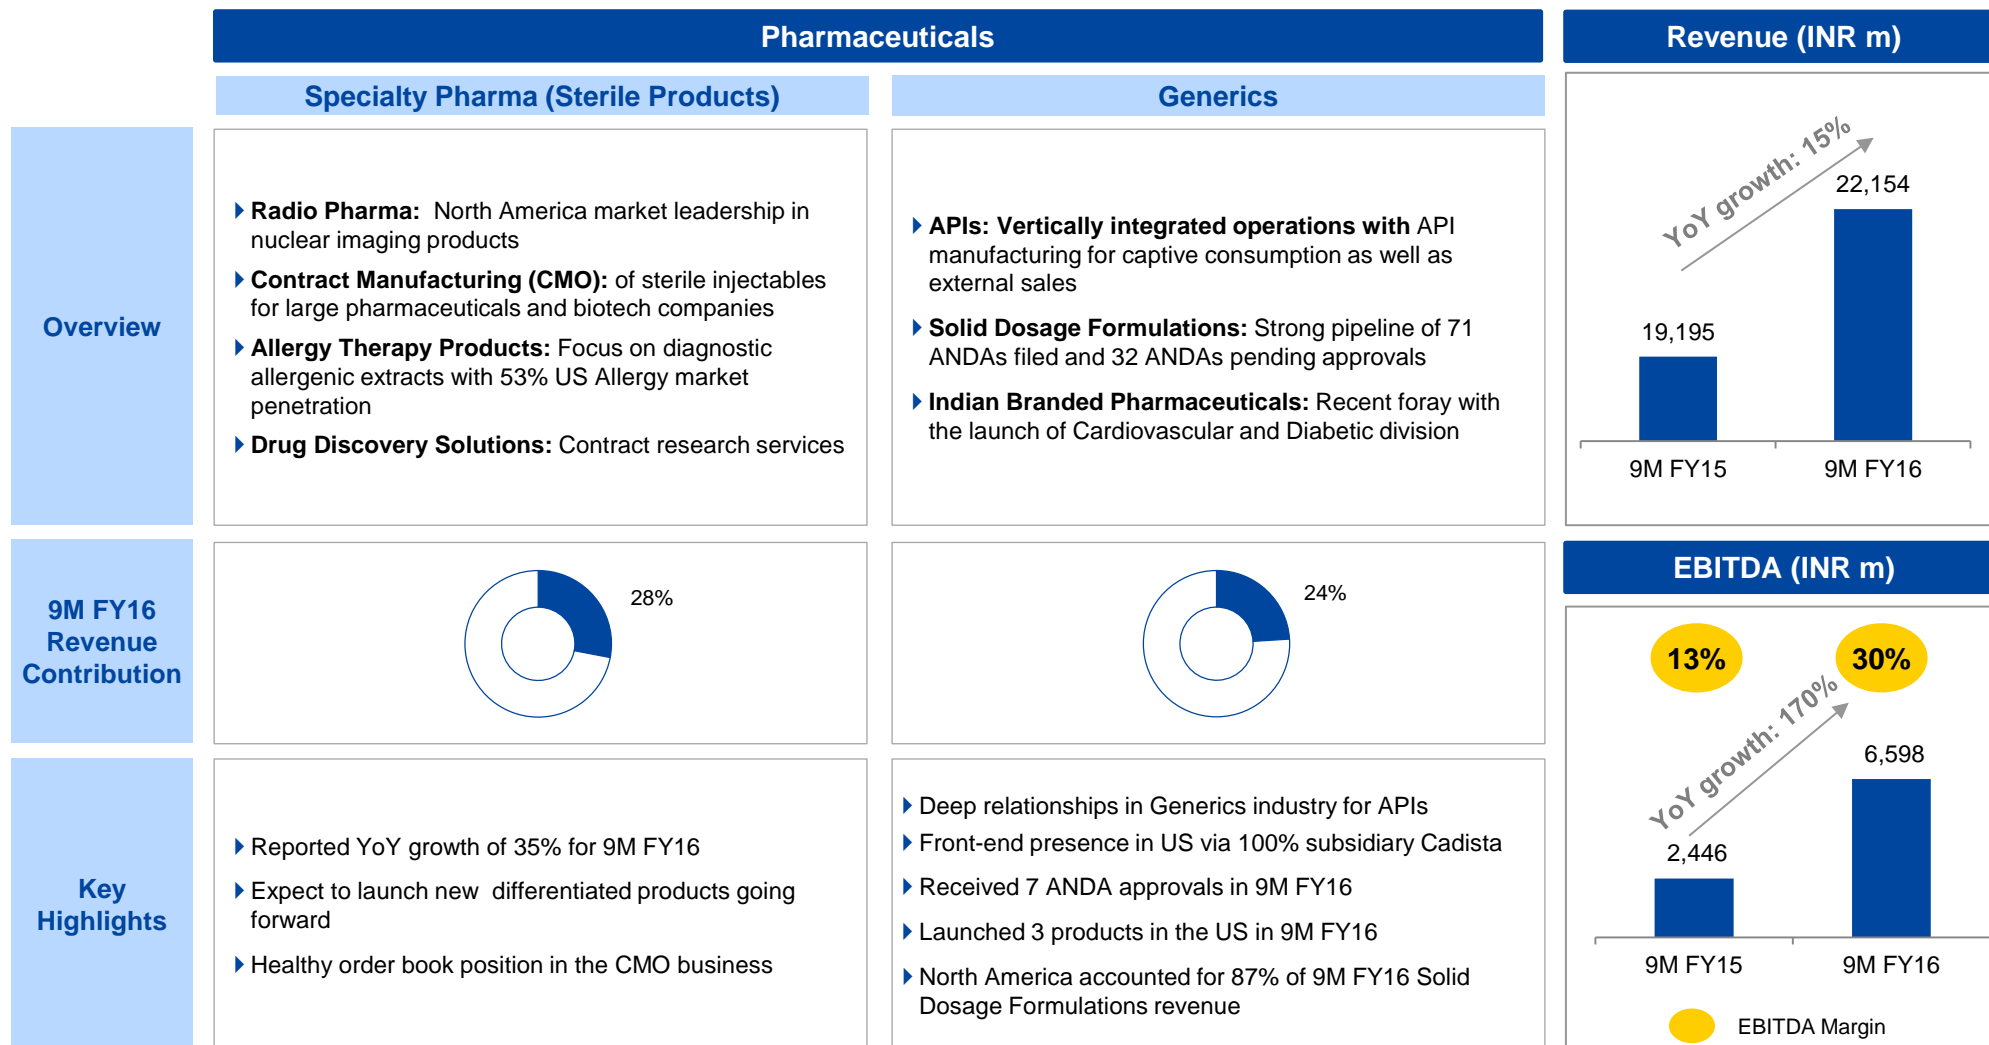 Pharmaceuticals
Specialty Pharma (Sterile Products)
Generics
Overview
Radio Pharma:  North America market leadership in
nuclear imaging products
Contract Manufacturing (CMO): of sterile injectables
for large pharmaceuticals and biotech companies
Allergy Therapy Products: Focus on diagnostic
allergenic extracts with 53% US Allergy market
penetration
Drug Discovery Solutions: Contract research services
APIs: Vertically integrated operations with API
manufacturing for captive consumption as well as
external sales
Solid Dosage Formulations: Strong pipeline of 71
ANDAs filed and 32 ANDAs pending approvals
Indian Branded Pharmaceuticals: Recent foray with
the launch of Cardiovascular and Diabetic division
9M FY16
Revenue
Contribution
28%
24%
Key
Highlights
Reported YoY growth of 35% for 9M FY16
Expect to launch new  differentiated products going
forward
Healthy order book position in the CMO business
Deep relationships in Generics industry for APIs
Front-end presence in US via 100% subsidiary Cadista
Received 7 ANDA approvals in 9M FY16
Launched 3 products in the US in 9M FY16
North America accounted for 87% of 9M FY16 Solid
Dosage Formulations revenue
Revenue (INR m)
YoY growth: 15%
22,154
19,195
9M FY15
9M FY16
EBITDA (INR m)
13%
30%
YoY growth: 170%
6,598
2,446
9M FY15
9M FY16
EBITDA Margin